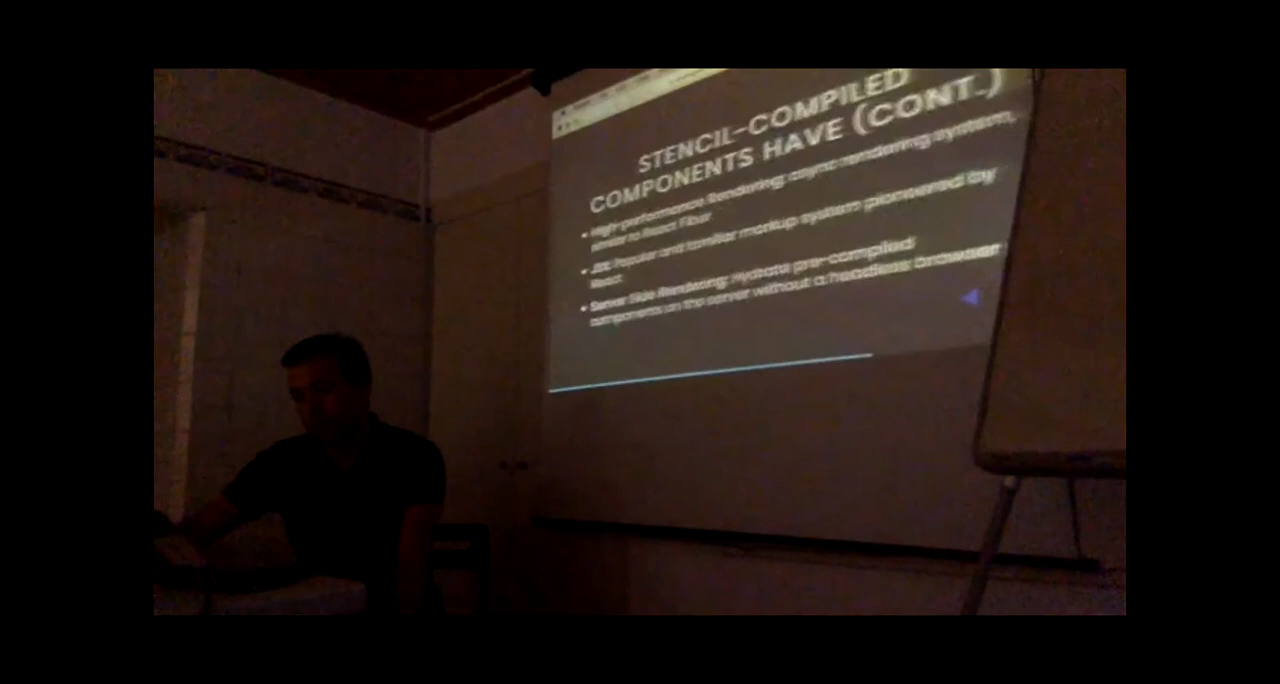 STENCIL-COMPILED
COMPONENTS HAVE (CONT.)
• High-performance Rendering: async rendering system,
similar to React Fiber
• JSX: Popular and familiar markup system pioneered by
React
• Server Side Rendering: Hydrate pre-compiled
components on the server without a headless browser